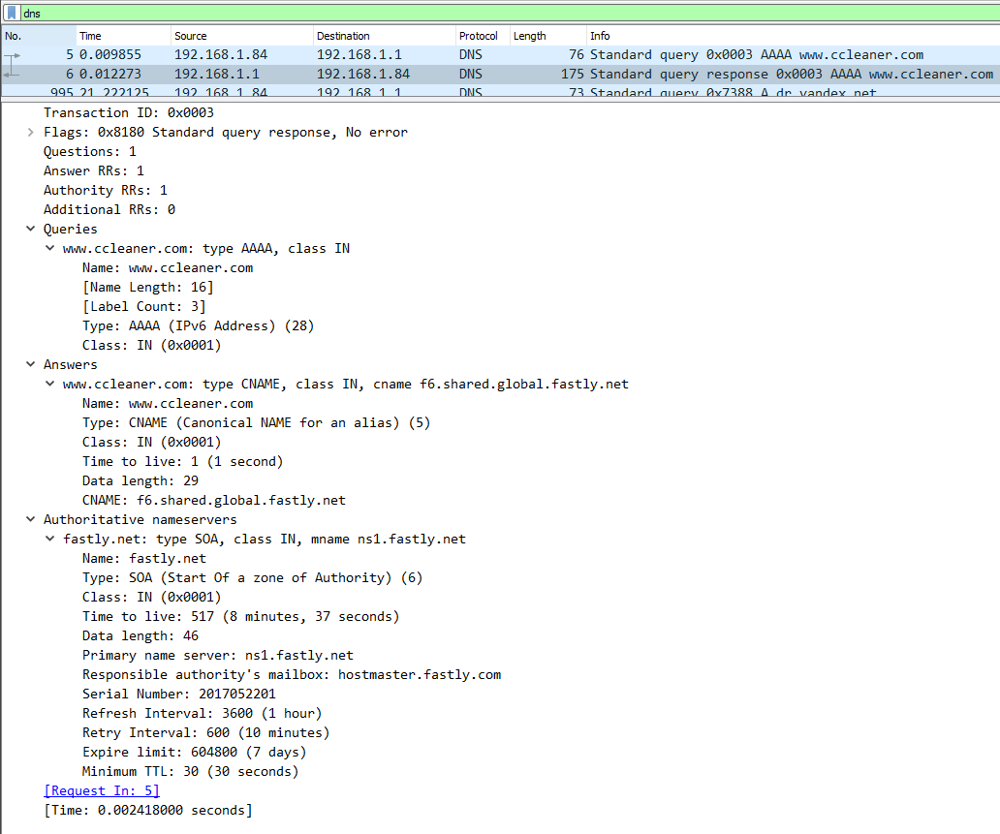 dns
No. Time Source Destination Protocol Length Info
5 0.009855 192.168.1.84 192.168.1.1 DNS 76 Standard query 0x0003 AAAA www.ccleaner.com
6 0.012273 192.168.1.1 192.168.1.84 DNS 175 Standard query response 0x0003 AAAA www.ccleaner.com
995 21.222125 192.168.1.84 192.168.1.1 DNS 73 Standard query 0x7388 A dr.yandex.net
Transaction ID: 0x0003
Flags: 0x8180 Standard query response, No error
Questions: 1
Answer RRs: 1
Authority RRs: 1
Additional RRs: 0
Queries
www.ccleaner.com: type AAAA, class IN
Name: www.ccleaner.com
[Name Length: 16]
[Label Count: 3]
Type: AAAA (IPv6 Address) (28)
Class: IN (0x0001)
Answers
www.ccleaner.com: type CNAME, class IN, cname f6.shared.global.fastly.net
Name: www.ccleaner.com
Type: CNAME (Canonical NAME for an alias) (5)
Class: IN (0x0001)
Time to live: 1 (1 second)
Data length: 29
CNAME: f6.shared.global.fastly.net
Authoritative nameservers
fastly.net: type SOA, class IN, mname ns1.fastly.net
Name: fastly.net
Type: SOA (Start Of a zone of Authority) (6)
Class: IN (0x0001)
Time to live: 517 (8 minutes, 37 seconds)
Data length: 46
Primary name server: ns1.fastly.net
Responsible authority's mailbox: hostmaster.fastly.com
Serial Number: 2017052201
Refresh Interval: 3600 (1 hour)
Retry Interval: 600 (10 minutes)
Expire limit: 604800 (7 days)
Minimum TTL: 30 (30 seconds)
[Request In: 5]
[Time: 0.002418000 seconds]